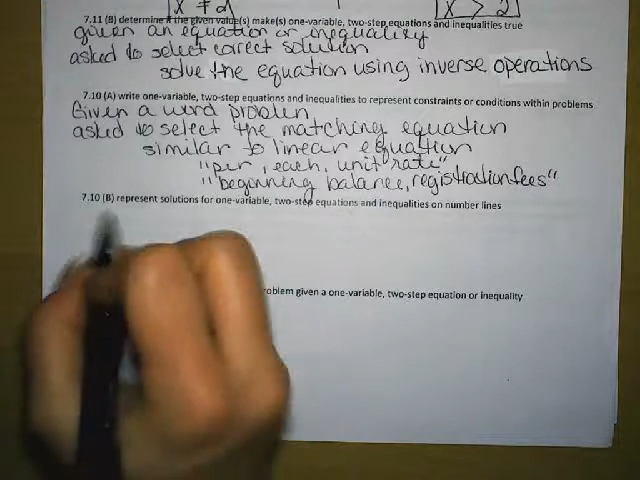 x ≠ 2
x > 2
7.11 (B) determine if the given value(s) make(s) one-variable, two-step equations and inequalities true
given an equation or inequality
asked to select correct solution
solve the equation using inverse operations
7.10 (A) write one-variable, two-step equations and inequalities to represent constraints or conditions within problems
Given a word problem
asked to select the matching equation
similar to linear equation
"per, each, unit rate"
"beginning balance, registration fees"
7.10 (B) represent solutions for one-variable, two-step equations and inequalities on number lines
roblem given a one-variable, two-step equation or inequality